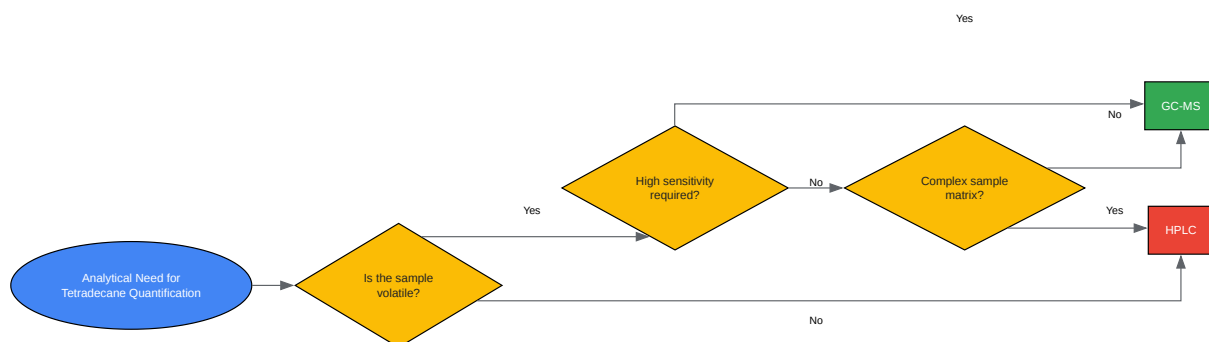 Yes
GC-MS
No
High sensitivity
required?
No
Complex sample
matrix?
Yes
Yes
HPLC
Analytical Need for
Tetradecane Quantification
Is the sample
volatile?
No